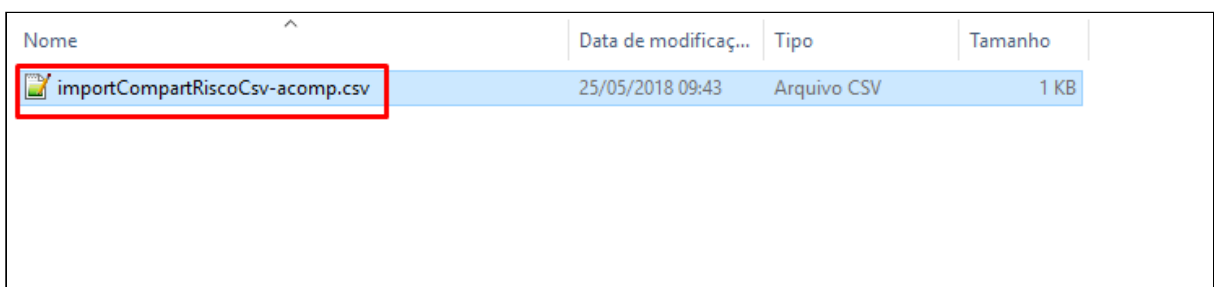 Nome Data de modificaç... Tipo Tamanho
importCompartRiscoCsv-acomp.csv 25/05/2018 09:43 Arquivo CSV 1 KB